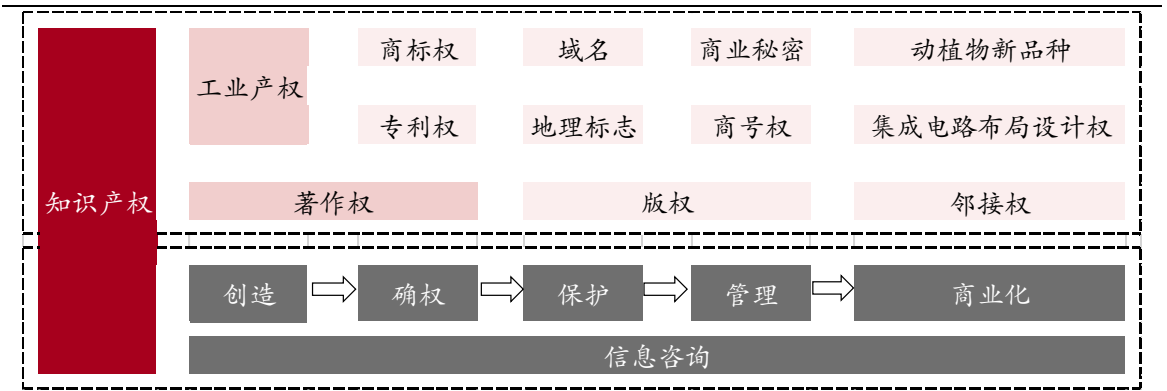 商标权 域名 商业秘密 动植物新品种
工业产权
专利权 地理标志 商号权 集成电路布局设计权
知识产权 著作权 版权 邻接权
创造 确权 保护 管理 商业化
信息咨询